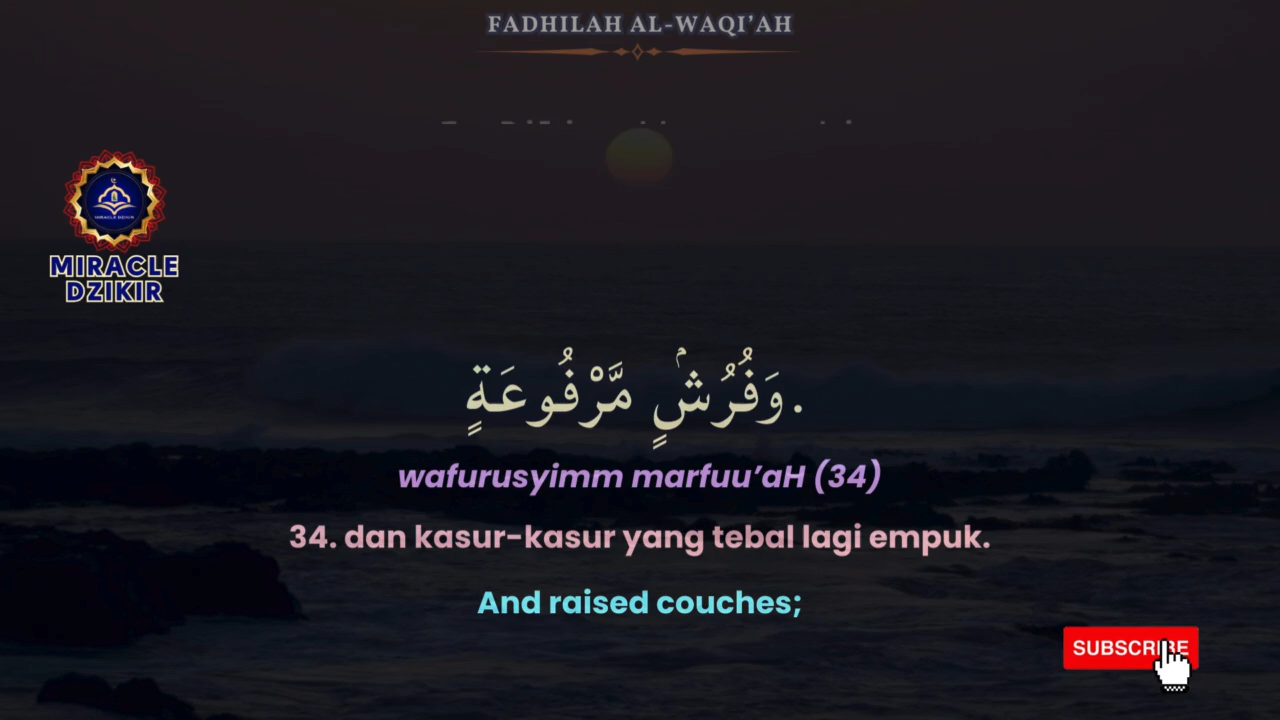 FADHILAH AL-WAQI'AH
MIRACLE
DZIKIR
وَفُرُشٍۢ مَّرْفُوعَةٍ.
wafurusyimm marfuu'aH (34)
34. dan kasur-kasur yang tebal lagi empuk.
And raised couches;
SUBSCRIBE